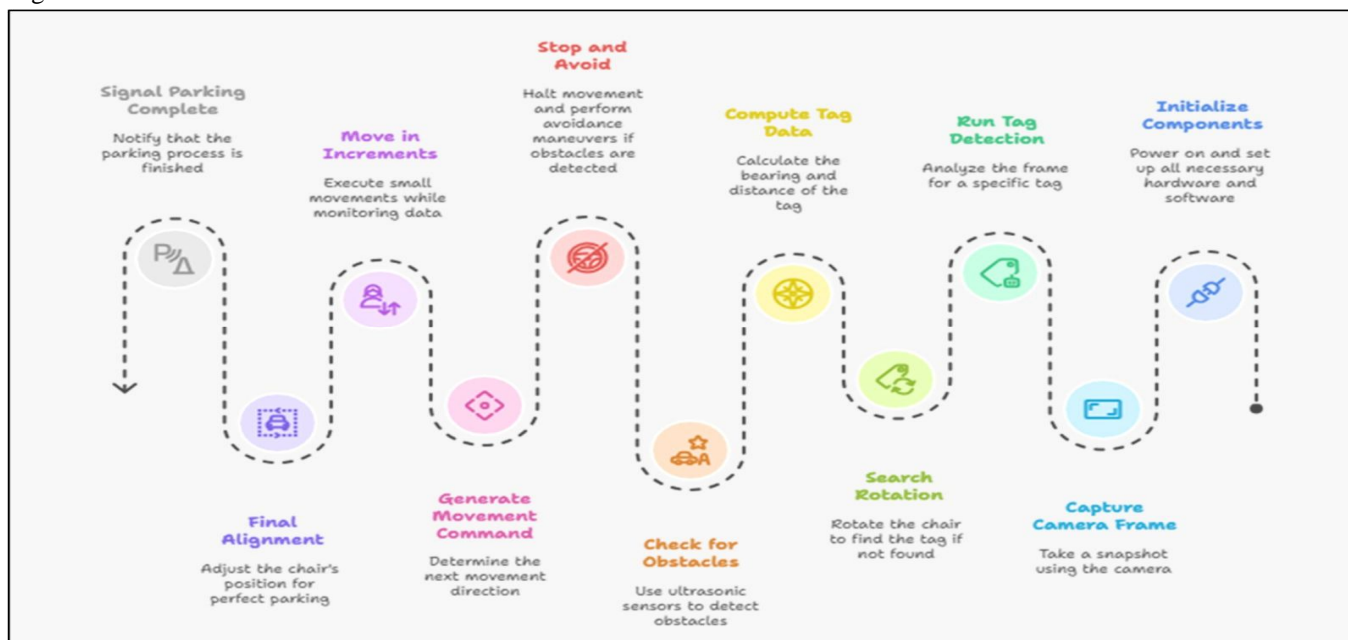 Stop and
Avoid
Halt movement
and perform
avoidance
maneuvers if
obstacles are
detected
Signal Parking
Complete
Notify that the
parking process is
finished
Move in
Increments
Execute small
movements while
monitoring data
Compute Tag
Data
Calculate the
bearing and
distance of the
tag
Run Tag
Detection
Analyze the frame
for a specific tag
Initialize
Components
Power on and set
up all necessary
hardware and
software
Final
Alignment
Adjust the chair's
position for
perfect parking
Generate
Movement
Command
Determine the
next movement
direction
Check for
Obstacles
Use ultrasonic
sensors to detect
obstacles
Search
Rotation
Rotate the chair
to find the tag if
not found
Capture
Camera Frame
Take a snapshot
using the camera